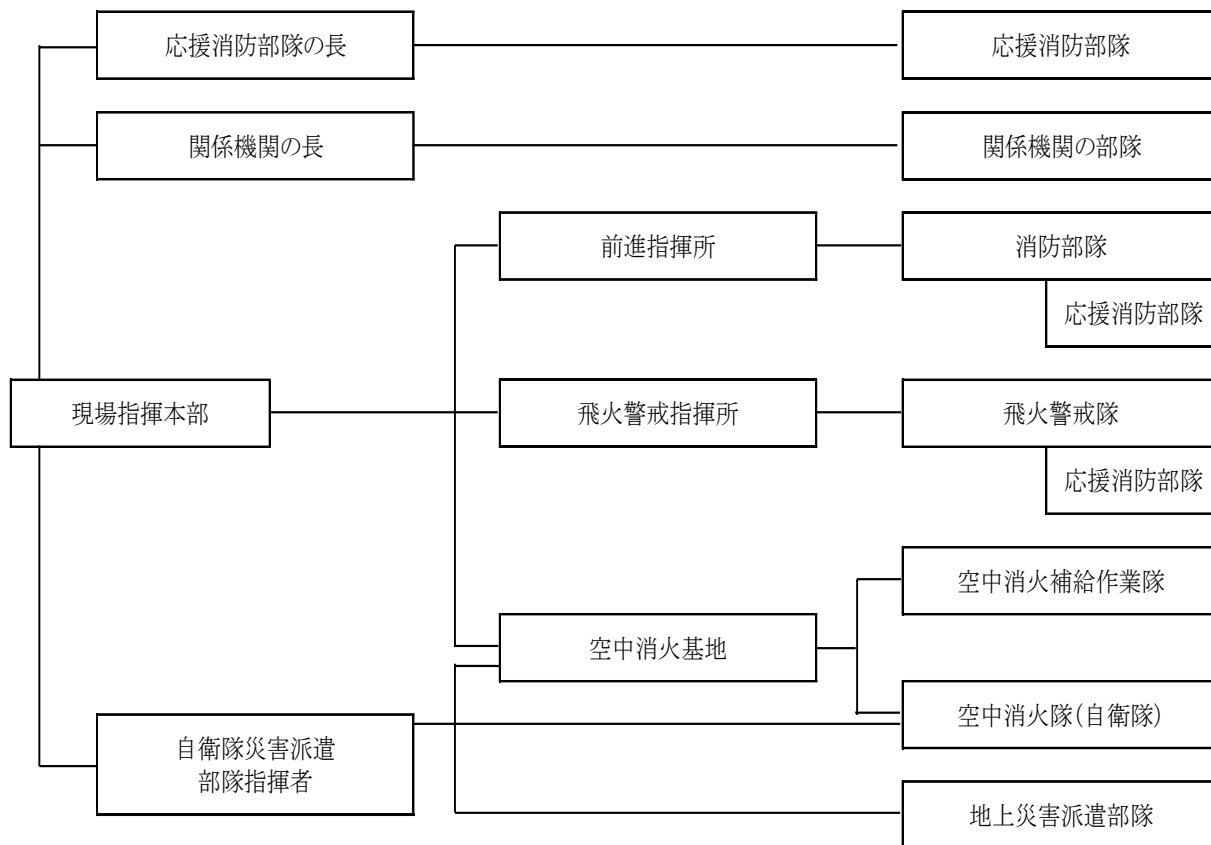 応援消防部隊の長
応援消防部隊
関係機関の長
関係機関の部隊
前進指揮所
消防部隊
応援消防部隊
現場指揮本部
飛火警戒指揮所
飛火警戒隊
応援消防部隊
空中消火補給作業隊
空中消火基地
空中消火隊(自衛隊)
自衛隊災害派遣
部隊指揮者
地上災害派遣部隊